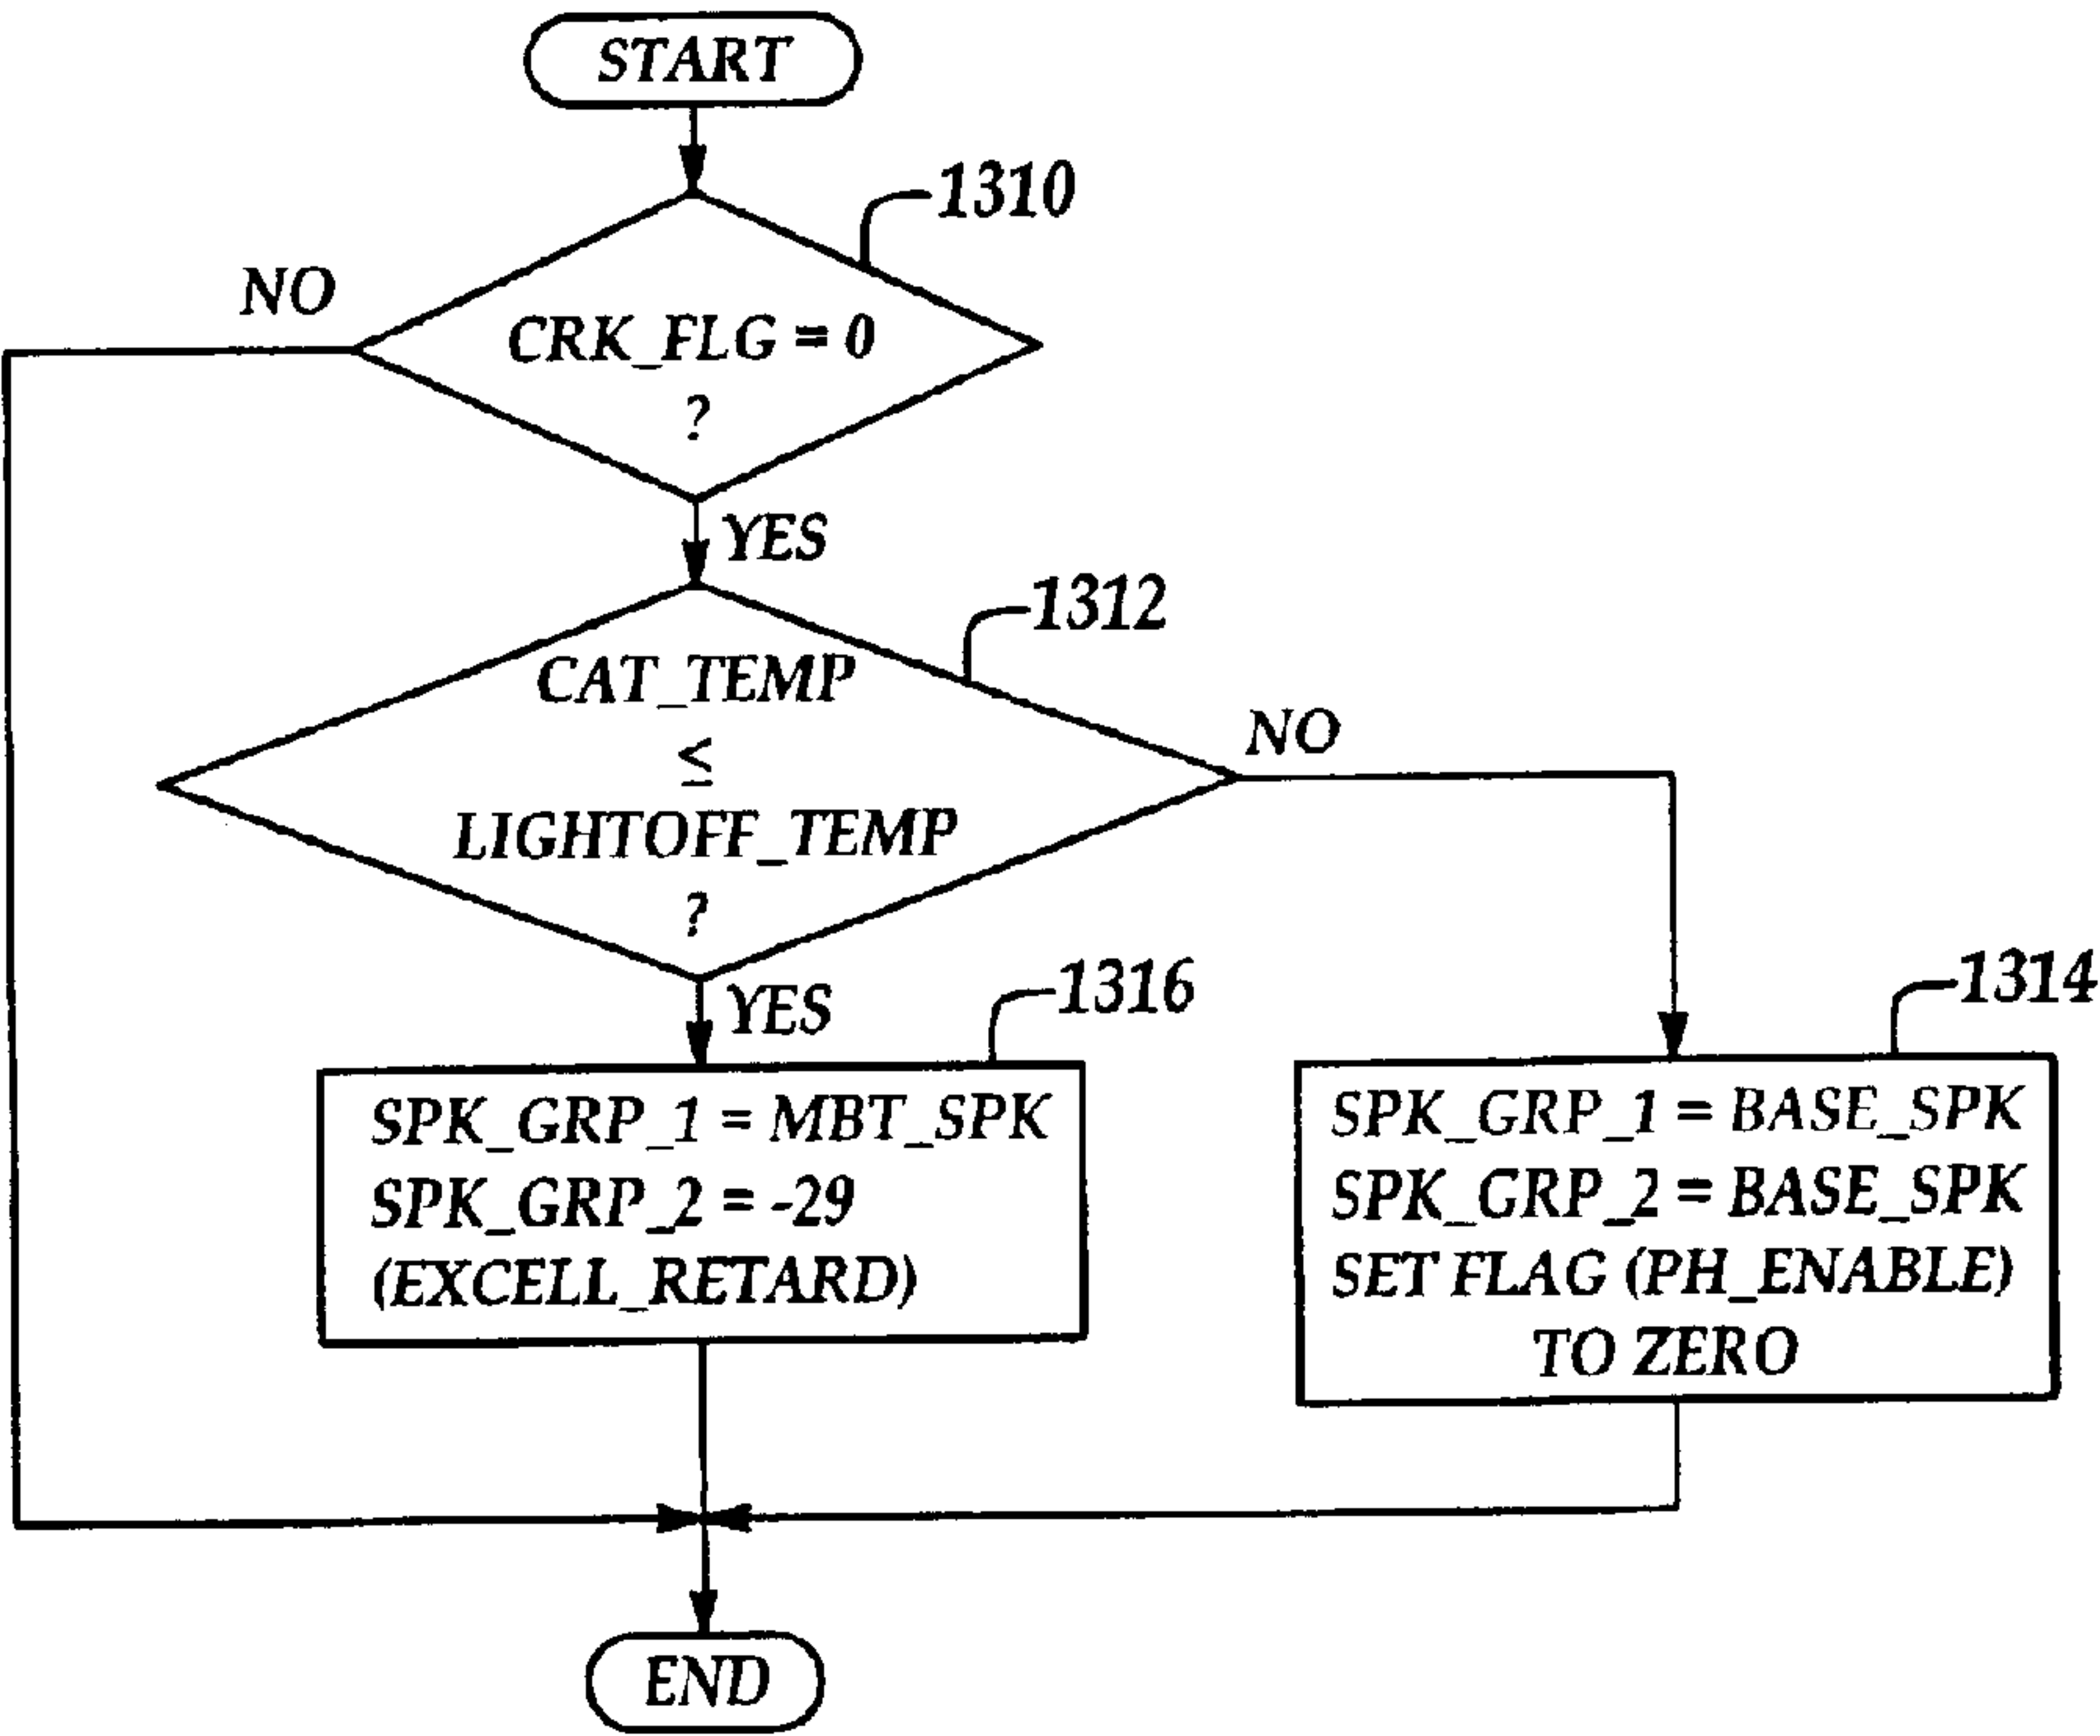 START
1310
NO
CRK_FLG = 0
?
YES
1312
CAT_TEMP
≤
LIGHTOFF_TEMP
?
NO
YES
1316
1314
SPK_GRP_1 = MBT_SPK
SPK_GRP_2 = -29
(EXCELL_RETARD)
SPK_GRP_1 = BASE_SPK
SPK_GRP_2 = BASE_SPK
SET FLAG (PH_ENABLE)
TO ZERO
END